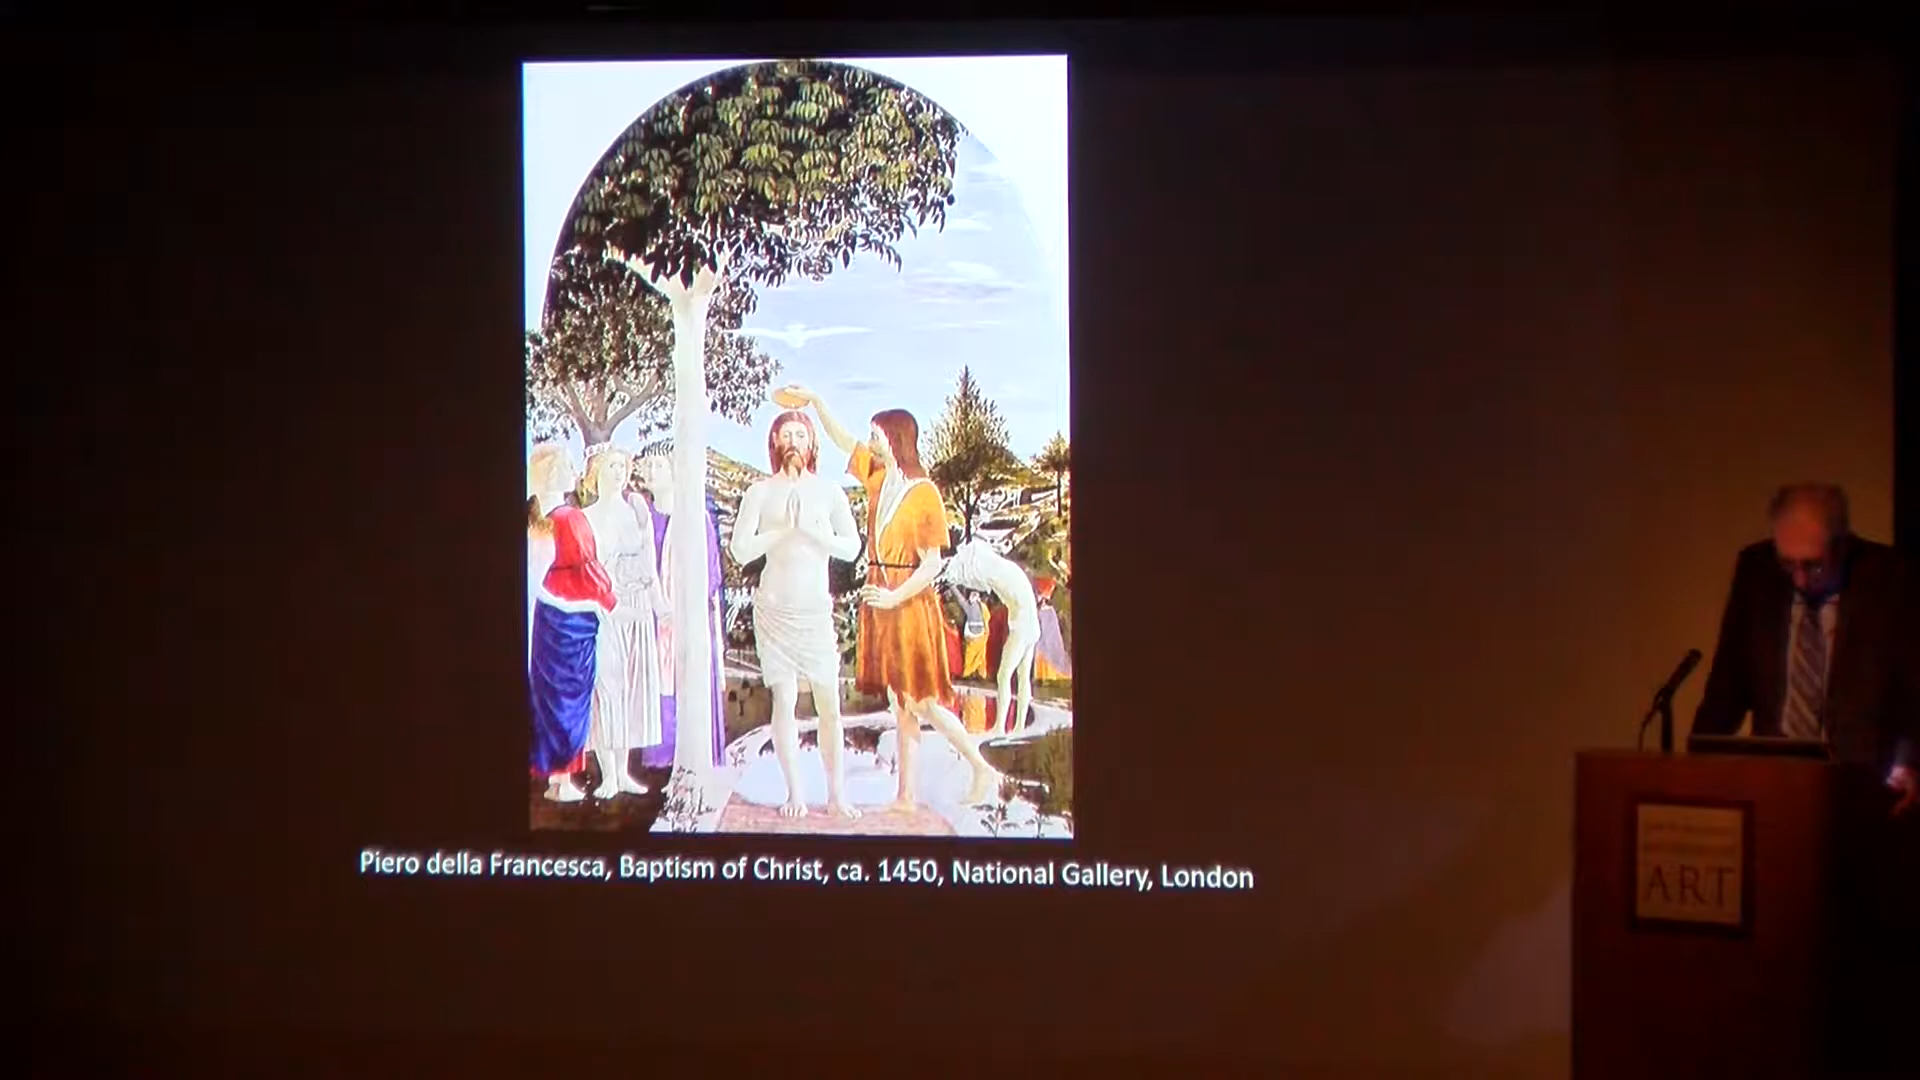 Piero della Francesca, Baptism of Christ, ca. 1450, National Gallery, London
ART